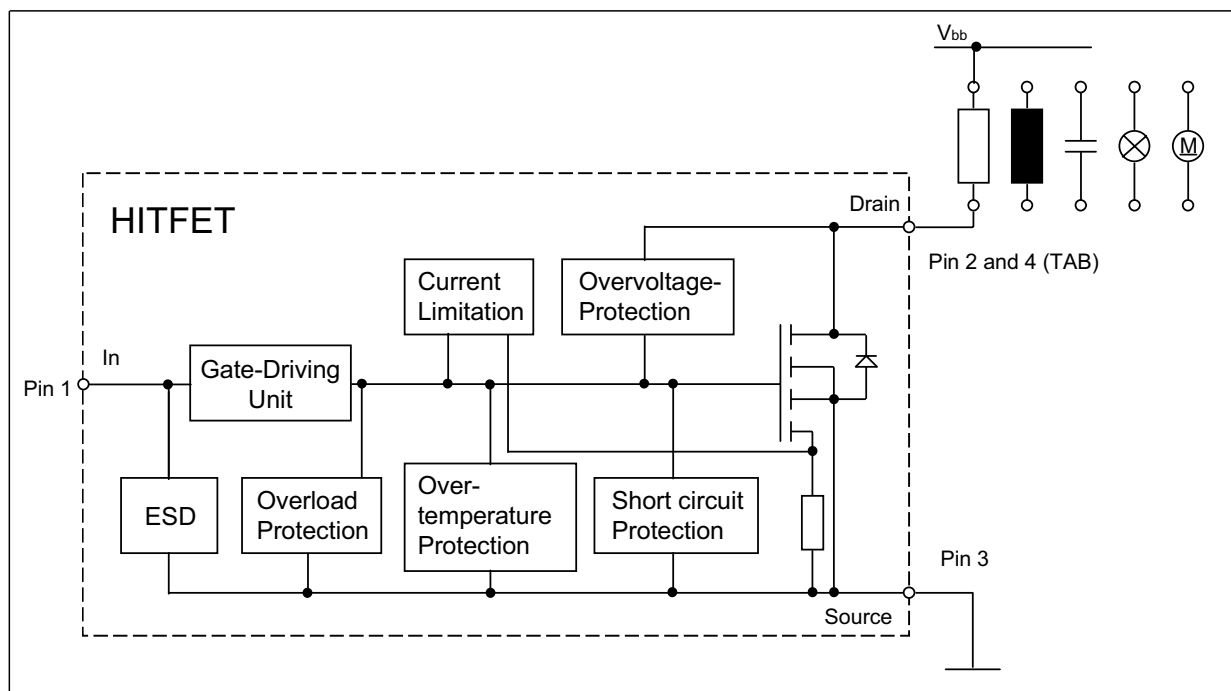 Vbb
M
Drain
HITFET
Pin 2 and 4 (TAB)
Current
Limitation
Overvoltage-
Protection
In
Pin 1
Gate-Driving
Unit
ESD
Overload
Protection
Over-
temperature
Protection
Short circuit
Protection
Pin 3
Source